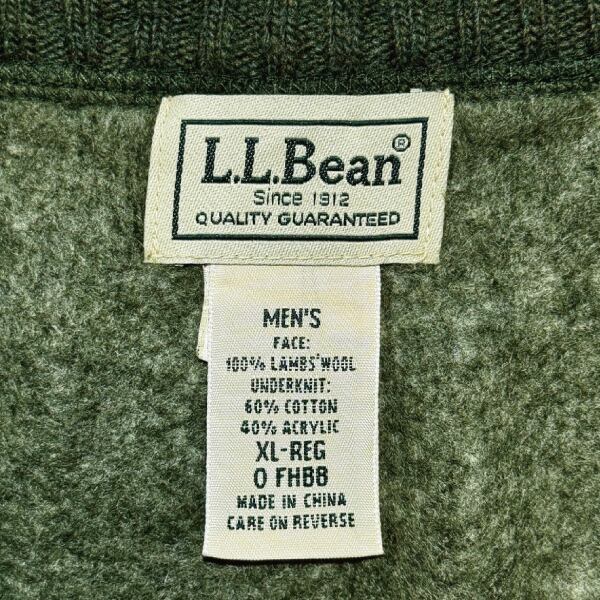 L.L.Bean®
Since 1912
QUALITY GUARANTEED
MEN'S
FACE:
100% LAMBS'WOOL
UNDERKNIT:
60% COTTON
40% ACRYLIC
XL-REG
0 FHBB
MADE IN CHINA
CARE ON REVERSE